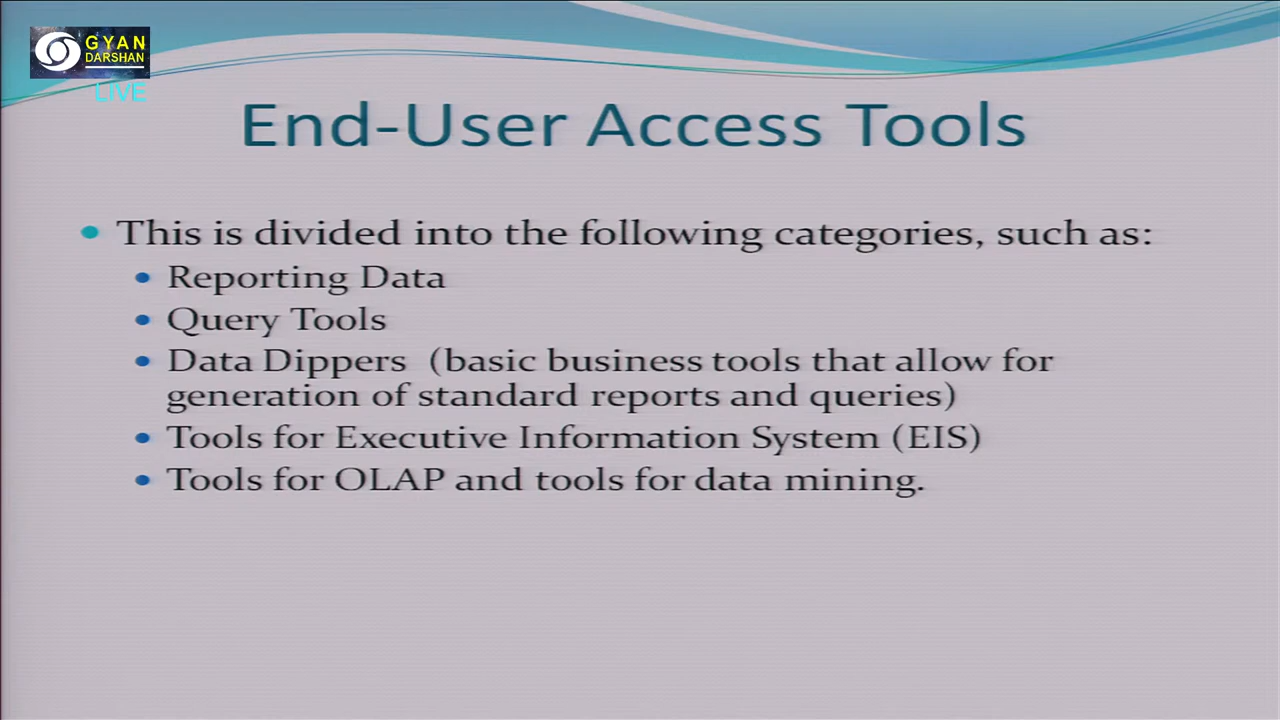 GYAN
DARSHAN
LIVE
End-User Access Tools
• This is divided into the following categories, such as:
• Reporting Data
• Query Tools
• Data Dippers (basic business tools that allow for
generation of standard reports and queries)
• Tools for Executive Information System (EIS)
• Tools for OLAP and tools for data mining.